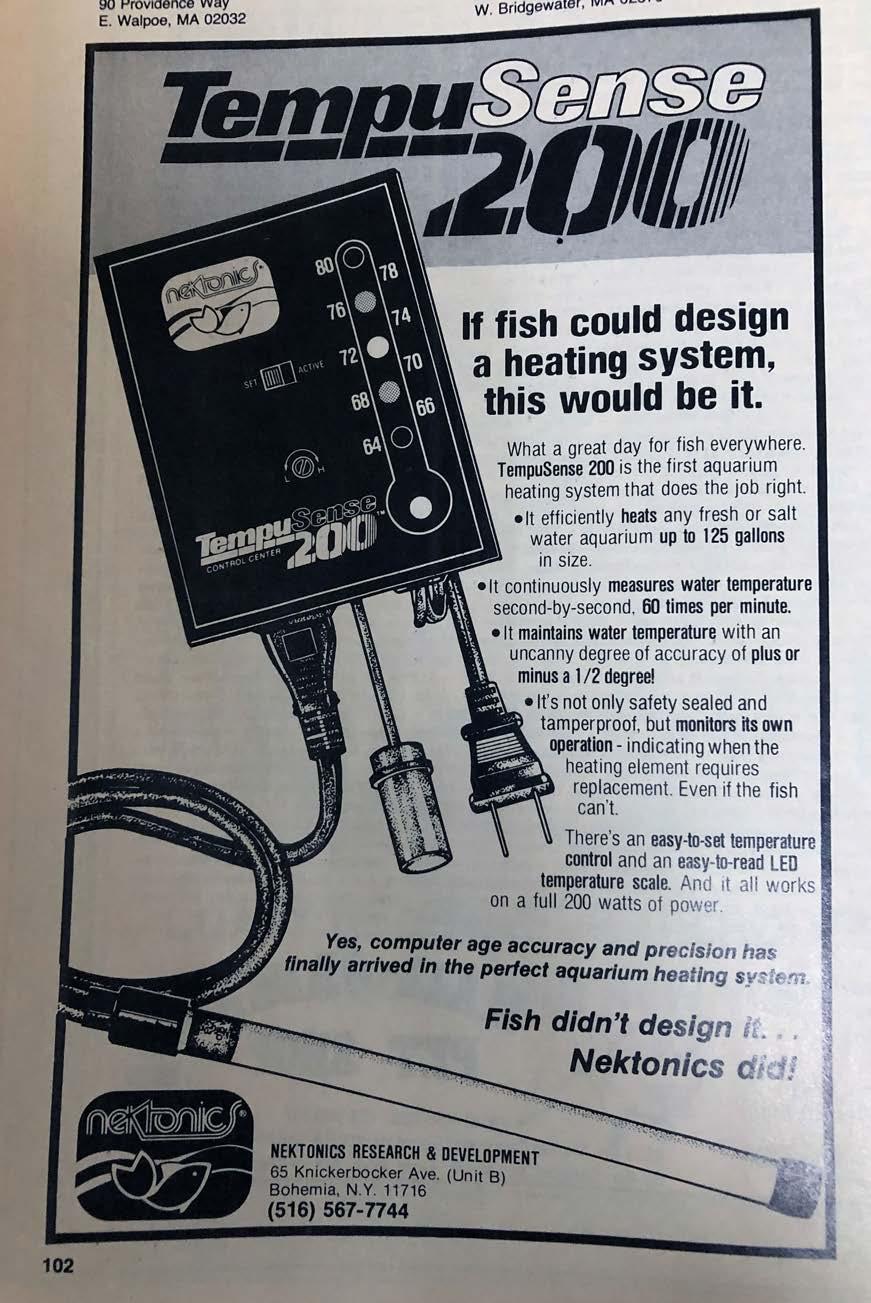 90 Providence Way
E. Walpoe, MA 02032
W. Bridgewater, MA
TempuSense
200
nektonics®
80
78
76
74
72
70
68
66
64
SET
ACTIVE
L
H
TempuSense
200™
CONTROL CENTER
If fish could design
a heating system,
this would be it.
What a great day for fish everywhere.
TempuSense 200 is the first aquarium
heating system that does the job right.
•It efficiently heats any fresh or salt
water aquarium up to 125 gallons
in size.
•It continuously measures water temperature
second-by-second, 60 times per minute.
•It maintains water temperature with an
uncanny degree of accuracy of plus or
minus a 1/2 degree!
•It's not only safety sealed and
tamperproof, but monitors its own
operation - indicating when the
heating element requires
replacement. Even if the fish
can't.
There's an easy-to-set temperature
control and an easy-to-read LED
temperature scale. And it all works
on a full 200 watts of power.
Yes, computer age accuracy and precision has
finally arrived in the perfect aquarium heating system.
Fish didn't design it. . .
Nektonics did!
nektonics®
NEKTONICS RESEARCH & DEVELOPMENT
65 Knickerbocker Ave. (Unit B)
Bohemia, N.Y. 11716
(516) 567-7744
102